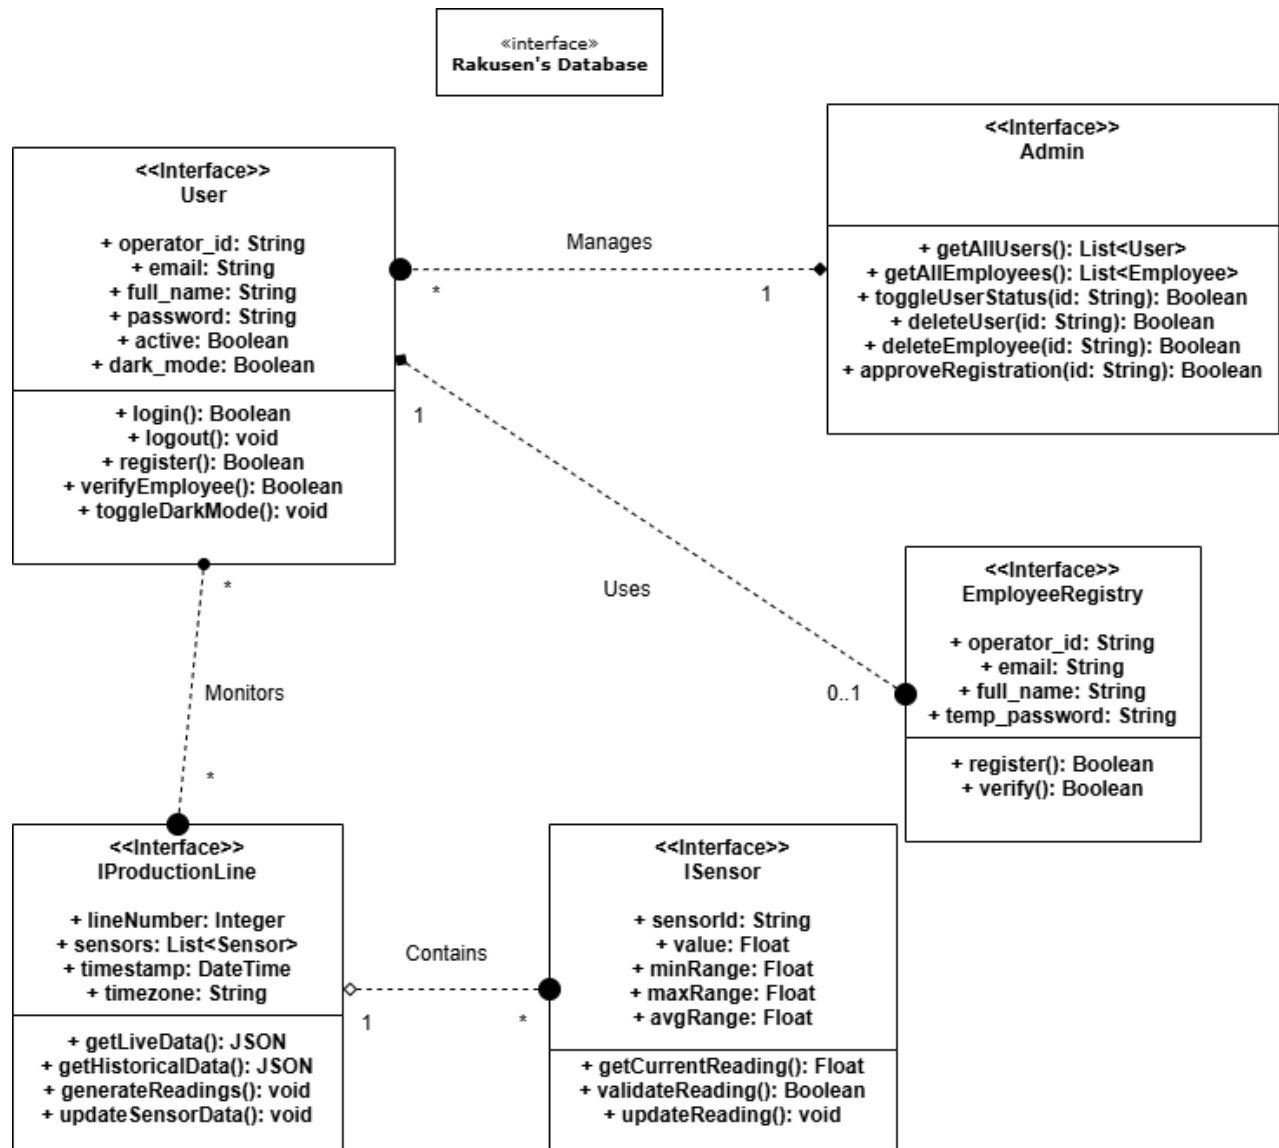 «interface»
Rakusen's Database
<<Interface>>
Admin
+ getAllUsers(): List<User>
+ getAllEmployees(): List<Employee>
+ toggleUserStatus(id: String): Boolean
+ deleteUser(id: String): Boolean
+ deleteEmployee(id: String): Boolean
+ approveRegistration(id: String): Boolean
<<Interface>>
User
+ operator_id: String
+ email: String
+ full_name: String
+ password: String
+ active: Boolean
+ dark_mode: Boolean
+ login(): Boolean
+ logout(): void
+ register(): Boolean
+ verifyEmployee(): Boolean
+ toggleDarkMode(): void
Manages
*
1
1
Uses
0..1
<<Interface>>
EmployeeRegistry
+ operator_id: String
+ email: String
+ full_name: String
+ temp_password: String
+ register(): Boolean
+ verify(): Boolean
*
Monitors
*
<<Interface>>
IProductionLine
+ lineNumber: Integer
+ sensors: List<Sensor>
+ timestamp: DateTime
+ timezone: String
+ getLiveData(): JSON
+ getHistoricalData(): JSON
+ generateReadings(): void
+ updateSensorData(): void
Contains
1
*
<<Interface>>
ISensor
+ sensorId: String
+ value: Float
+ minRange: Float
+ maxRange: Float
+ avgRange: Float
+ getCurrentReading(): Float
+ validateReading(): Boolean
+ updateReading(): void